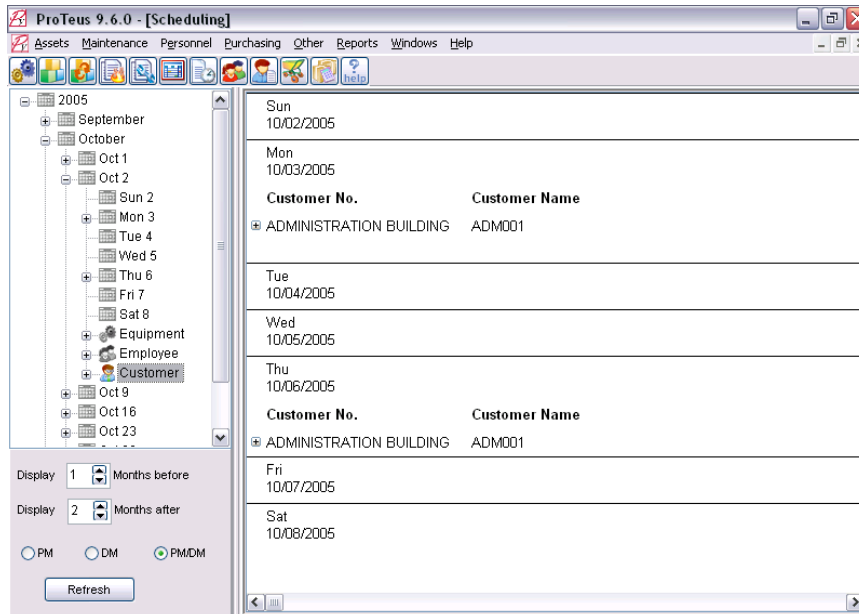 ProTeus 9.6.0 - [Scheduling]
Assets Maintenance Personnel Purchasing Other Reports Windows Help
help
2005
September
October
Oct 1
Oct 2
Sun 2
Mon 3
Tue 4
Wed 5
Thu 6
Fri 7
Sat 8
Equipment
Employee
Customer
Oct 9
Oct 16
Oct 23
Display 1 Months before
Display 2 Months after
PM DM PM/DM
Refresh
Sun
10/02/2005
Mon
10/03/2005
Customer No. Customer Name
ADMINISTRATION BUILDING ADM001
Tue
10/04/2005
Wed
10/05/2005
Thu
10/06/2005
Customer No. Customer Name
ADMINISTRATION BUILDING ADM001
Fri
10/07/2005
Sat
10/08/2005